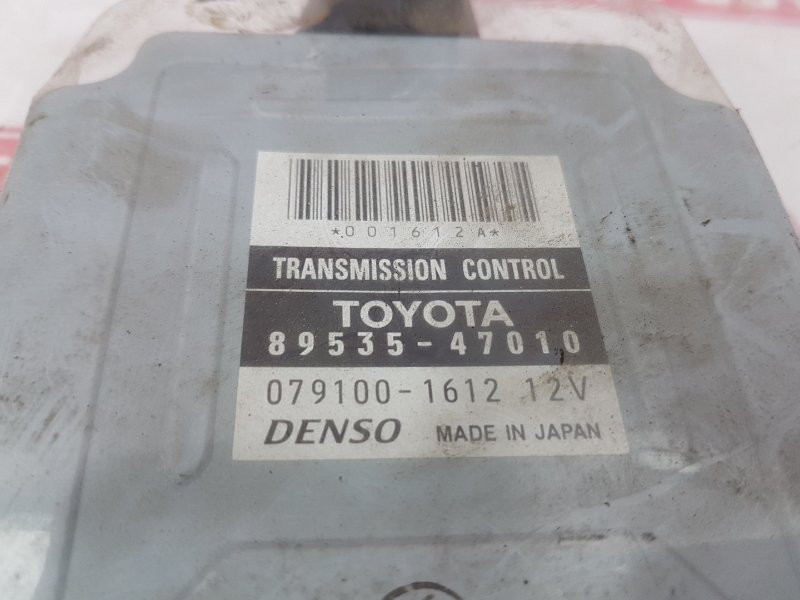 *001612A*
TRANSMISSION CONTROL
TOYOTA
89535-47010
079100-1612 12V
DENSO MADE IN JAPAN